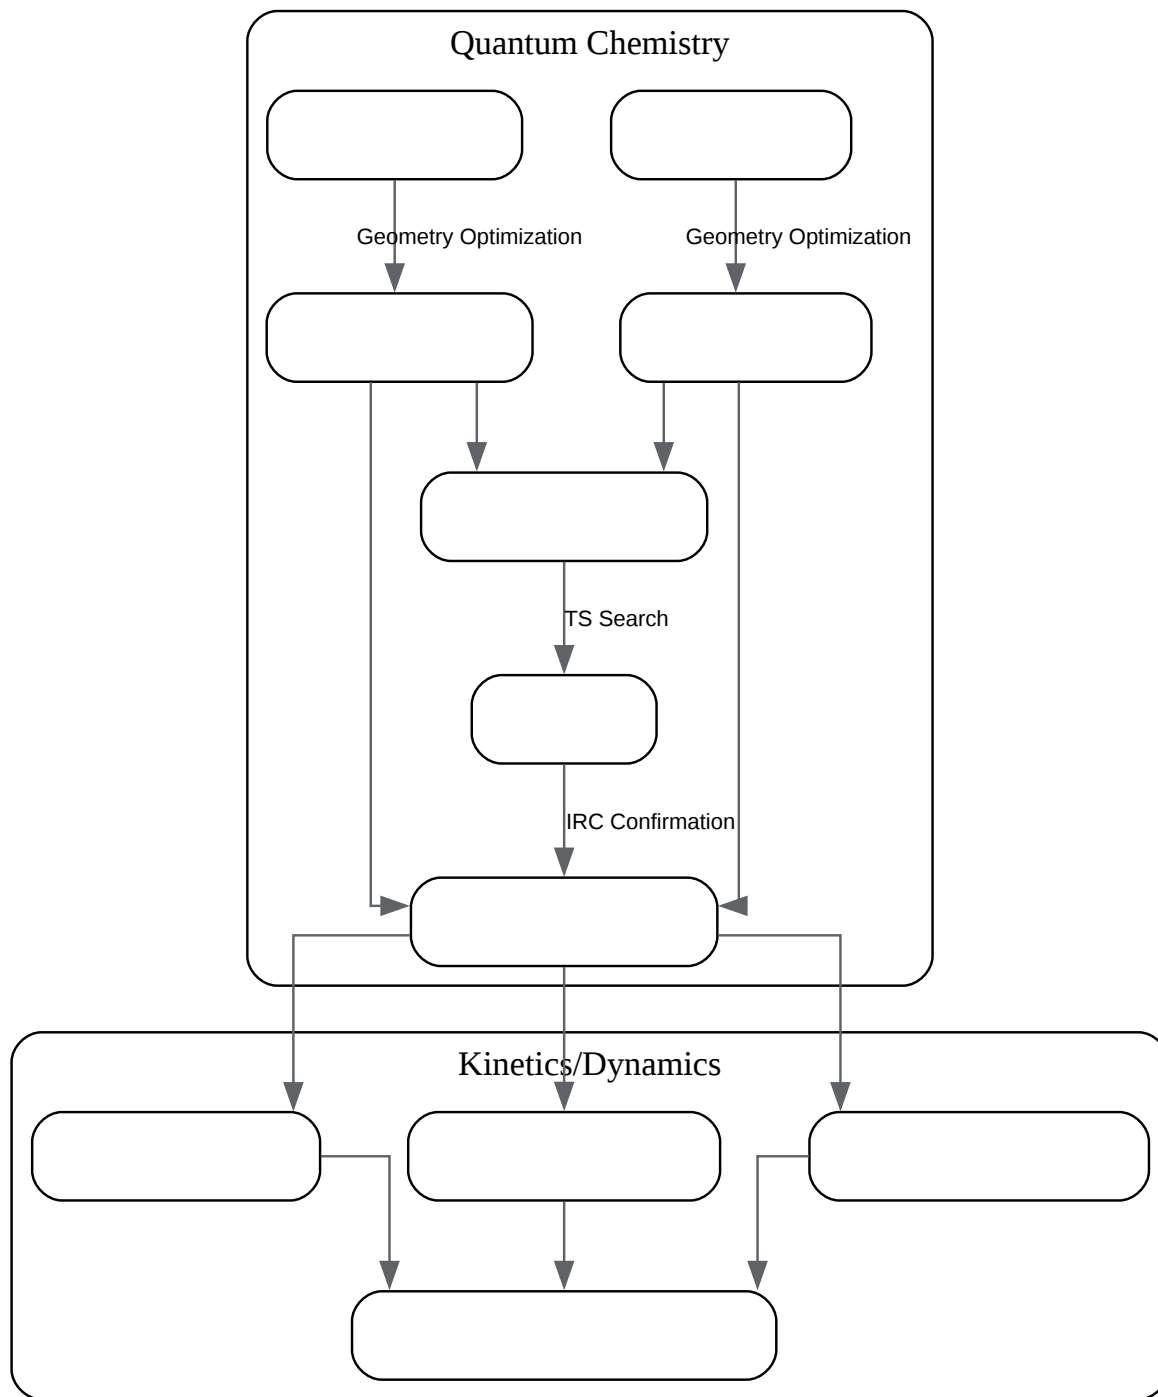 Quantum Chemistry
Geometry Optimization
Geometry Optimization
TS Search
IRC Confirmation
Kinetics/Dynamics